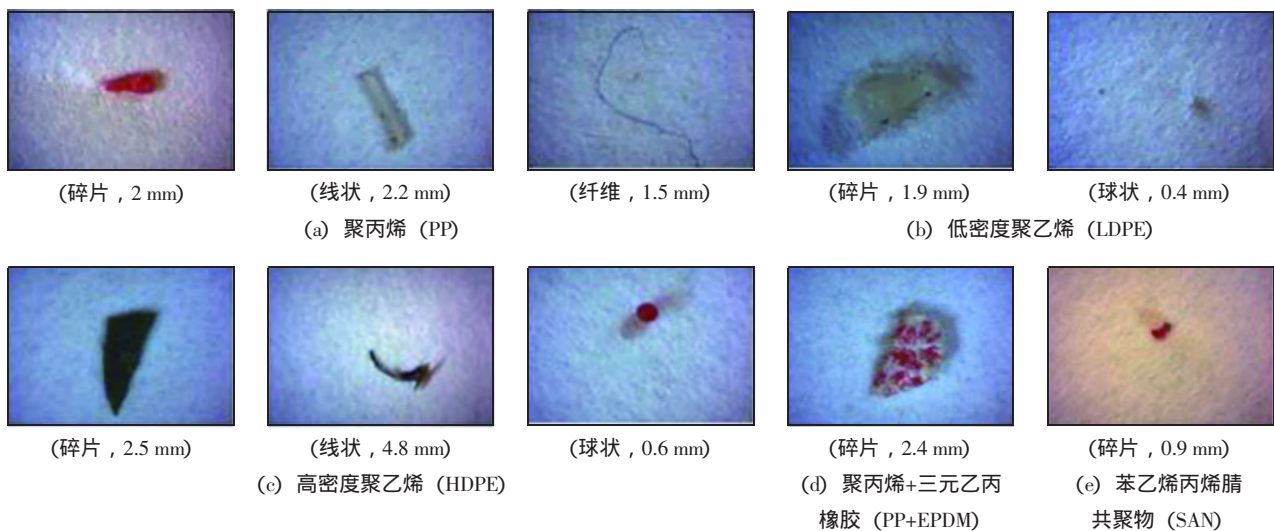 (碎片，2 mm)
(线状，2.2 mm)
(纤维，1.5 mm)
(碎片，1.9 mm)
(球状，0.4 mm)
(a) 聚丙烯 (PP)
(b) 低密度聚乙烯 (LDPE)
(碎片，2.5 mm)
(线状，4.8 mm)
(球状，0.6 mm)
(碎片，2.4 mm)
(碎片，0.9 mm)
(c) 高密度聚乙烯 (HDPE)
(d) 聚丙烯+三元乙丙
橡胶 (PP+EPDM)
(e) 苯乙烯丙烯腈
共聚物 (SAN)